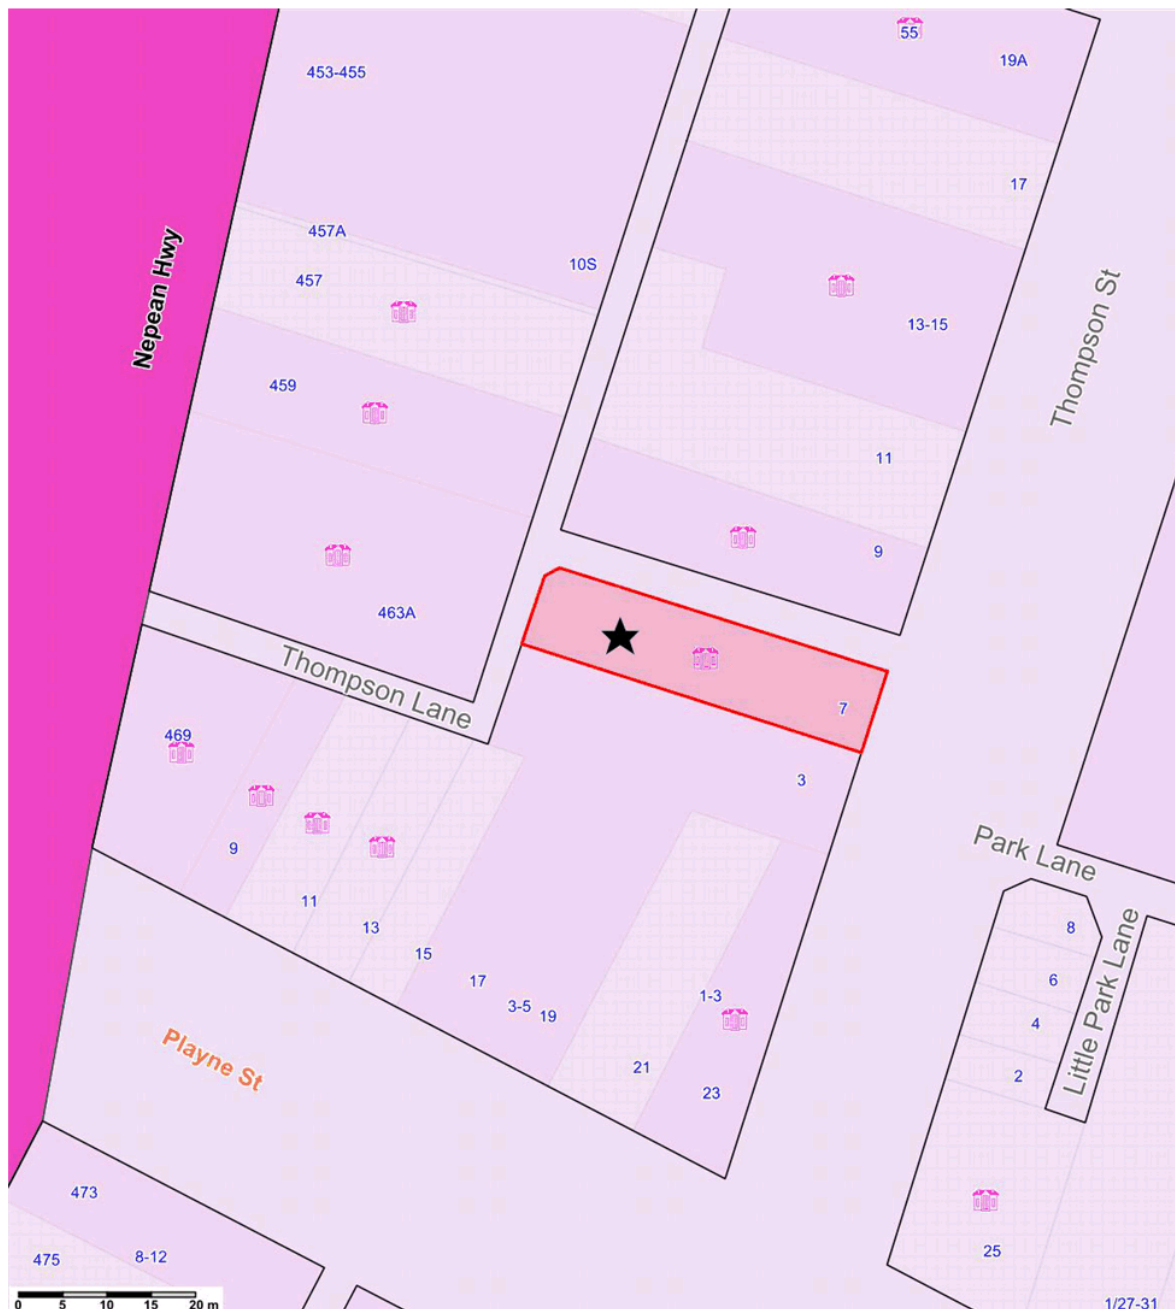 55
19A
453-455
17
457A
10S
457
Nepean Hwy
13-15
Thompson St
459
11
9
463A
Thompson Lane
7
469
3
Park Lane
9
11
13
15
17
3-5
19
1-3
21
23
8
6
4
2
Little Park Lane
Playne St
473
475
8-12
25
1/27-31
0 5 10 15 20 m